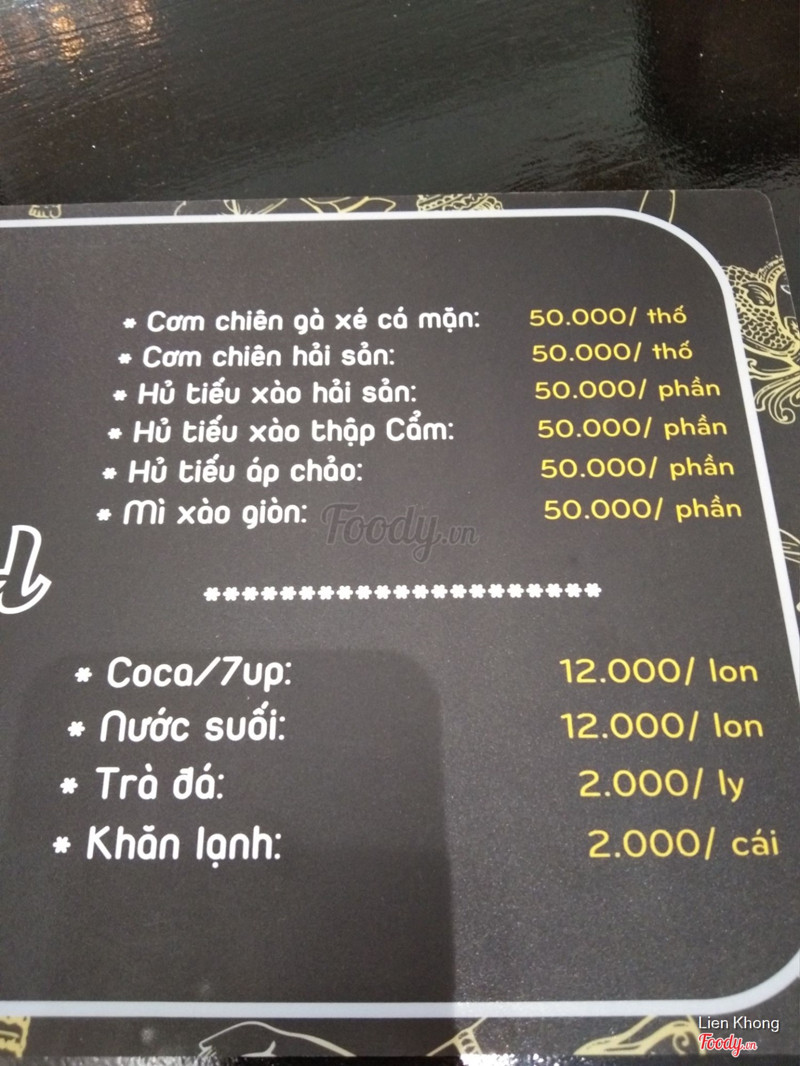 * Cơm chiên gà xé cá mặn: 50.000/ thố
* Cơm chiên hải sản: 50.000/ thố
* Hủ tiếu xào hải sản: 50.000/ phần
* Hủ tiếu xào thập Cẩm: 50.000/ phần
* Hủ tiếu áp chảo: 50.000/ phần
* Mì xào giòn: 50.000/ phần
Foody.vn
*********************
* Coca/7up: 12.000/ lon
* Nước suối: 12.000/ lon
* Trà đá: 2.000/ ly
* Khăn lạnh: 2.000/ cái
Lien Khong
Foody.vn